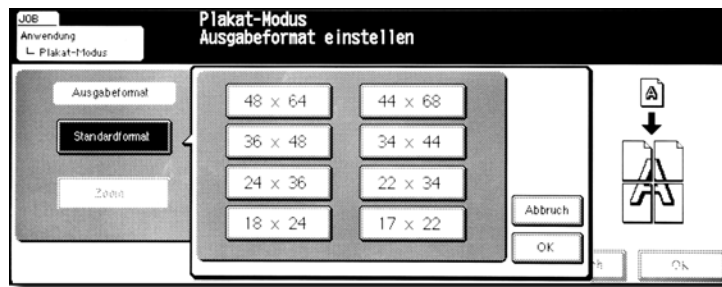 JOB
Anwendung
Plakat-Modus
Plakat-Modus
Ausgabeformat einstellen
Ausgabeformat
Standardformat
Zoom
48 x 64
44 x 68
36 x 48
34 x 44
24 x 36
22 x 34
18 x 24
17 x 22
Abbruch
OK
A
A
h
OK